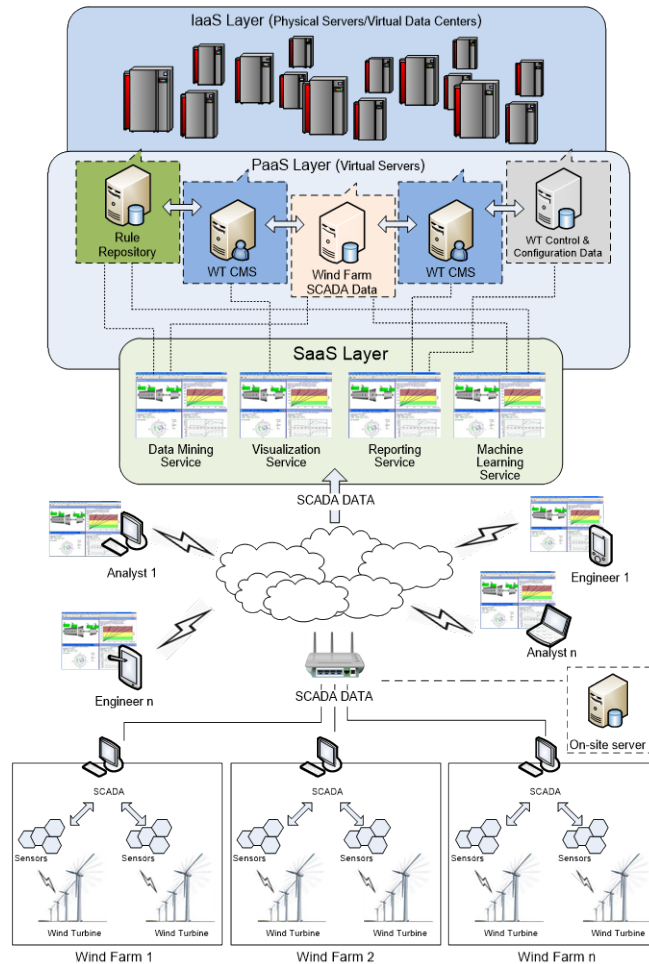 IaaS Layer (Physical Servers/Virtual Data Centers)
PaaS Layer (Virtual Servers)
Rule
Repository
WT CMS
Wind Farm
SCADA Data
WT CMS
WT Control &
Configuration Data
SaaS Layer
Data Mining
Service
Visualization
Service
Reporting
Service
Machine
Learning
Service
SCADA DATA
Analyst 1
Engineer 1
Engineer n
Analyst n
SCADA DATA
On-site server
SCADA
Sensors
Sensors
Wind Turbine
Wind Turbine
Wind Farm 1
SCADA
Sensors
Sensors
Wind Turbine
Wind Turbine
Wind Farm 2
SCADA
Sensors
Sensors
Wind Turbine
Wind Turbine
Wind Farm n